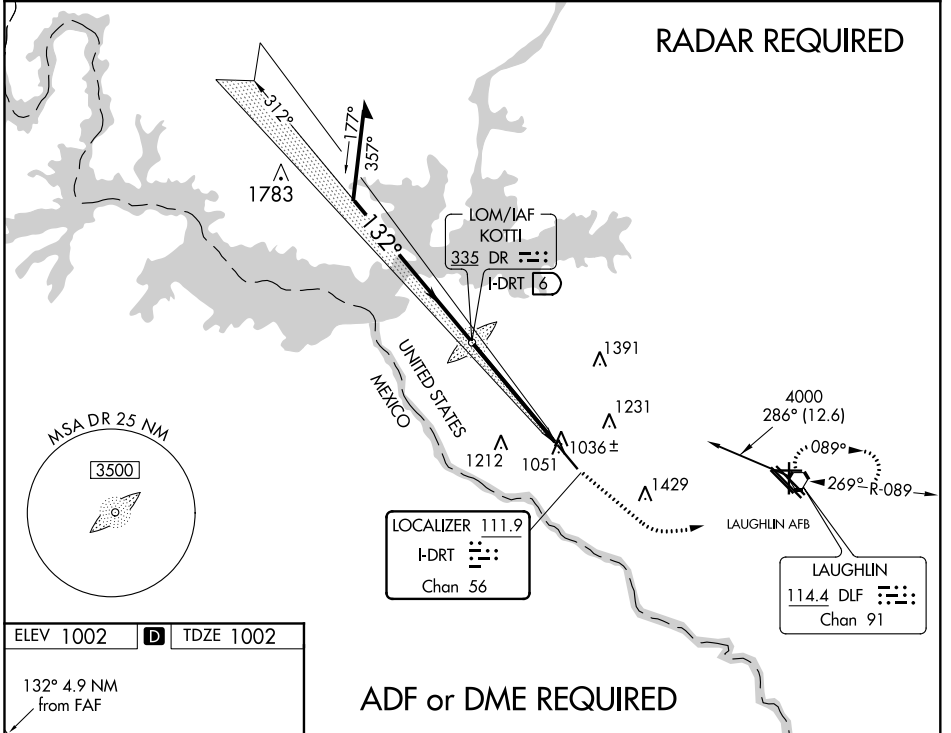 RADAR REQUIRED
312°
177°
357°
1783
132°
LOM/IAF
KOTTI
335 DR
I-DRT 6
UNITED STATES
MEXICO
1391
1231
1212
1051
1036±
1429
4000
286° (12.6)
089°
269°
R-089
LAUGHLIN AFB
MSA DR 25 NM
3500
LOCALIZER 111.9
I-DRT
Chan 56
LAUGHLIN
114.4 DLF
Chan 91
ELEV 1002 D TDZE 1002
132° 4.9 NM
from FAF
ADF or DME REQUIRED